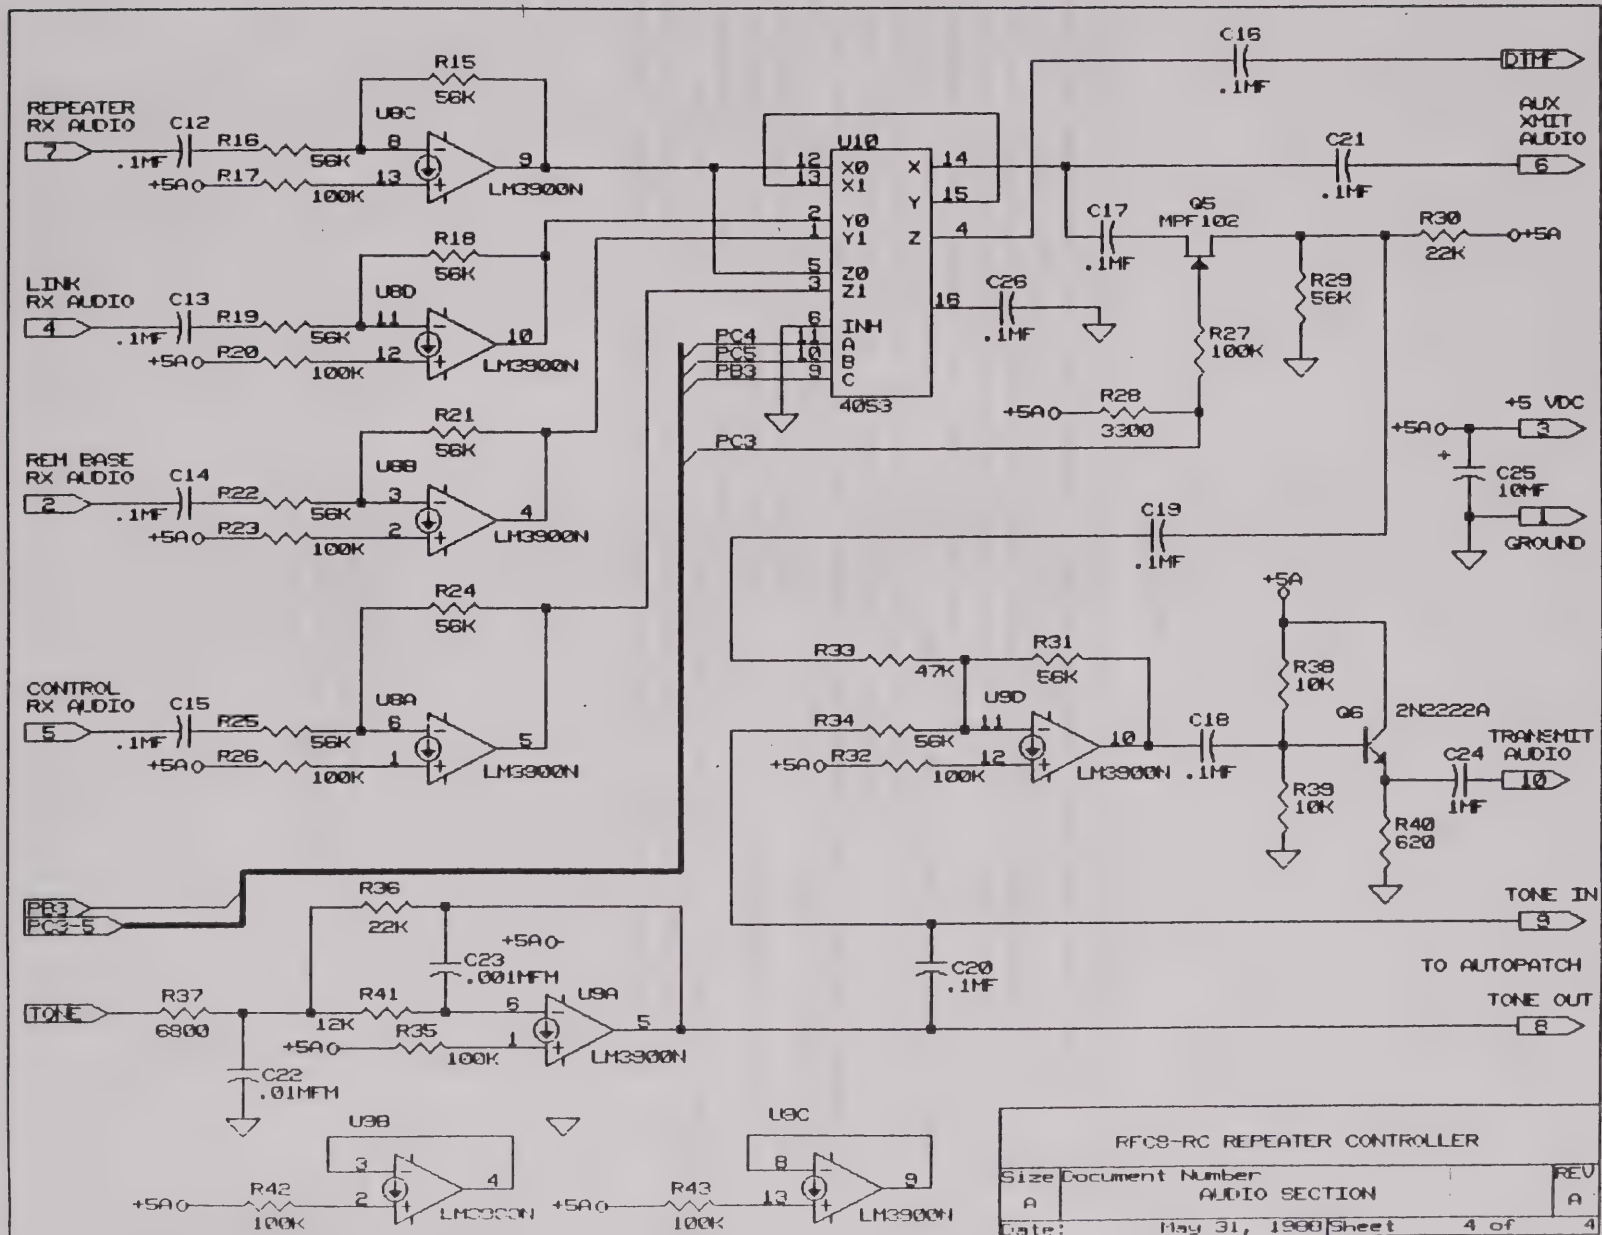 R15
56K
REPEATER
RX AUDIO
7
C12
.1MF
R16
56K
+5A
R17
100K
U8C
8
13
9
LM3900N
R18
56K
LINK
RX AUDIO
4
C13
.1MF
R19
56K
+5A
R20
100K
U8D
11
12
10
LM3900N
R21
56K
REM BASE
RX AUDIO
2
C14
.1MF
R22
56K
+5A
R23
100K
U8B
3
2
4
LM3900N
R24
56K
CONTROL
RX AUDIO
5
C15
.1MF
R25
56K
+5A
R26
100K
U8A
6
1
5
LM3900N
U10
12 X0 X 14
13 X1
Y 15
2 Y0
1 Y1 Z 4
5 Z0
3 Z1
16
6 INH
11 A
10 B
9 C
4053
PC4
PC5
PB3
PC3
C26
.1MF
C16
.1MF
DTMF
AUX
XMIT
AUDIO
6
C21
.1MF
C17
.1MF
Q5
MPF102
R30
22K
+5A
R29
56K
R27
100K
+5A
R28
3300
+5 VDC
+5A
3
+
C25
10MF
1
GROUND
C19
.1MF
R33
47K
R31
56K
R34
56K
+5A
R32
100K
U9D
11
12
10
LM3900N
C18
.1MF
+5A
R38
10K
R39
10K
Q6
2N2222A
TRANSMIT
AUDIO
C24
1MF
10
R40
620
PB3
PC3-5
R36
22K
+5A
C23
.001MFM
TONE
R37
6800
R41
12K
+5A
R35
100K
C22
.01MFM
U9A
6
1
5
LM3900N
C20
.1MF
TONE IN
9
TO AUTOPATCH
TONE OUT
8
U9B
3
2
4
+5A
R42
100K
LM3900N
U9C
8
13
9
+5A
R43
100K
LM3900N
RFC9-RC REPEATER CONTROLLER
Size Document Number REV
A AUDIO SECTION A
Date: May 31, 1988 Sheet 4 of 4